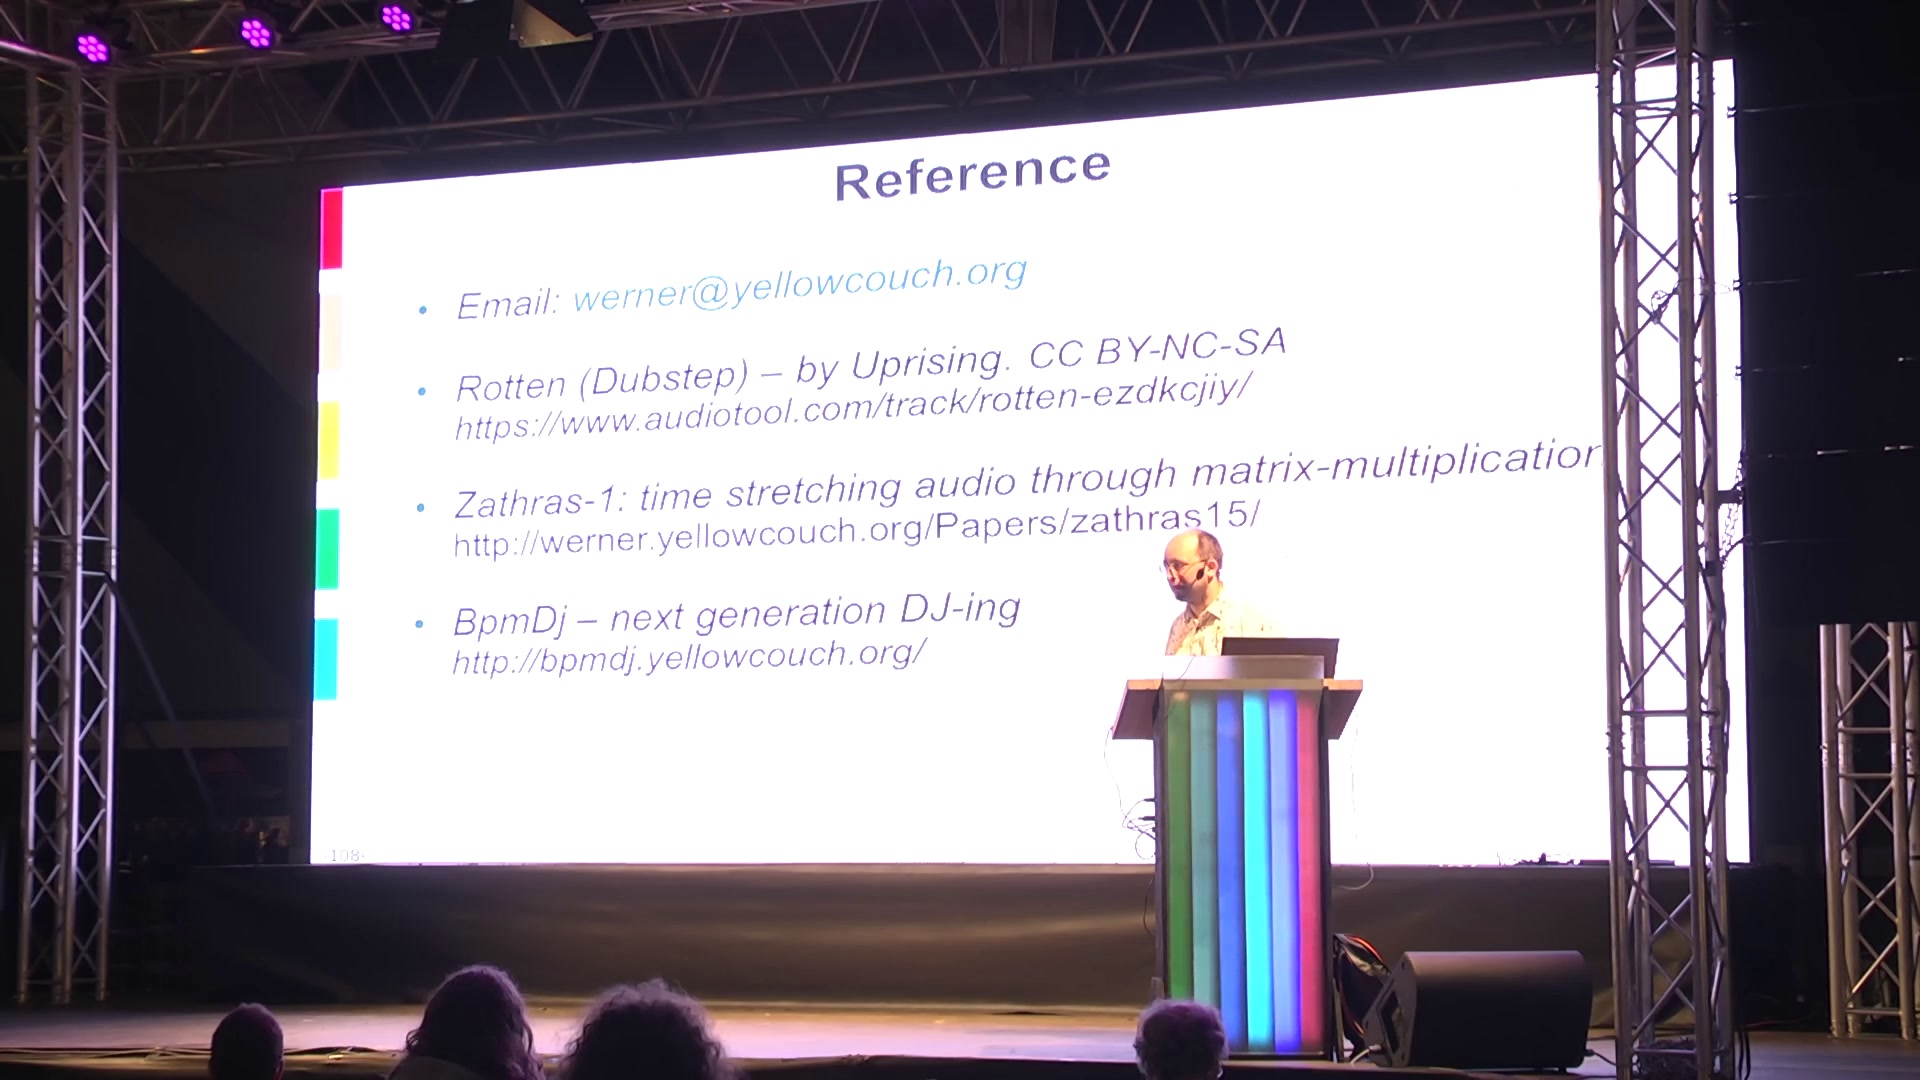 Reference
• Email: werner@yellowcouch.org
• Rotten (Dubstep) – by Uprising. CC BY-NC-SA
https://www.audiotool.com/track/rotten-ezdkcjiy/
• Zathras-1: time stretching audio through matrix-multiplication
http://werner.yellowcouch.org/Papers/zathras15/
• BpmDj – next generation DJ-ing
http://bpmdj.yellowcouch.org/
-108-